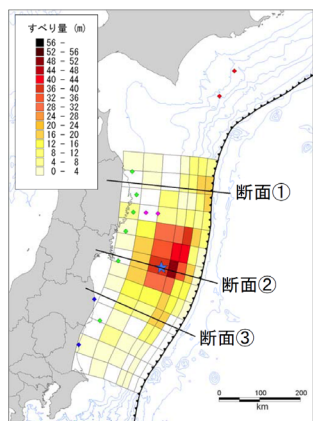 すべり量 (m)
56 -
52 - 56
48 - 52
44 - 48
40 - 44
36 - 40
32 - 36
28 - 32
24 - 28
20 - 24
16 - 20
12 - 16
8 - 12
4 - 8
0 - 4
断面①
断面②
断面③
0 100 200
km